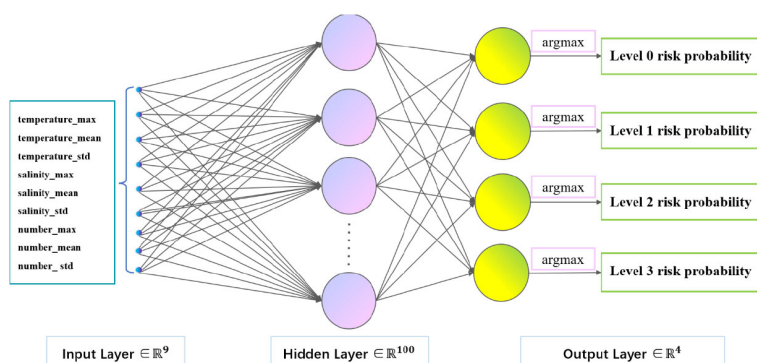 temperature_max
temperature_mean
temperature_std
salinity_max
salinity_mean
salinity_std
number_max
number_mean
number_ std
argmax
Level 0 risk probability
argmax
Level 1 risk probability
argmax
Level 2 risk probability
argmax
Level 3 risk probability
Input Layer ∈ ℝ⁹
Hidden Layer ∈ ℝ¹⁰⁰
Output Layer ∈ ℝ⁴